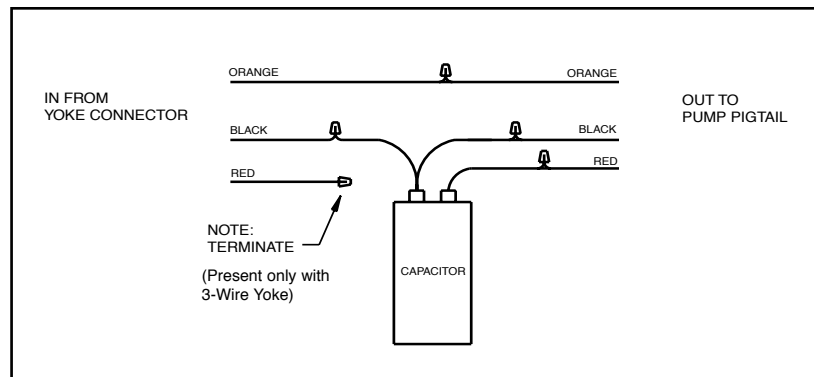 ORANGE
ORANGE
IN FROM
YOKE CONNECTOR
OUT TO
PUMP PIGTAIL
BLACK
BLACK
RED
RED
NOTE:
TERMINATE
(Present only with
3-Wire Yoke)
CAPACITOR